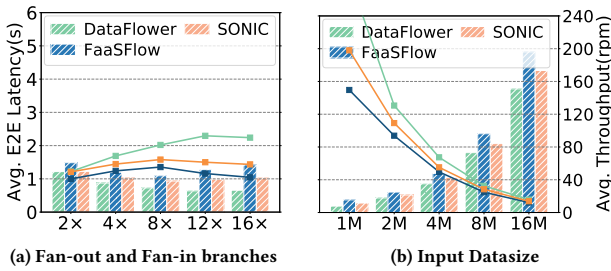 Avg. E2E Latency(s)
6
5
4
3
2
1
0
DataFlower
SONIC
FaaSFlow
2× 4× 8× 12× 16×
(a) Fan-out and Fan-in branches
DataFlower
SONIC
FaaSFlow
240
200
160
120
80
40
0
Avg. Throughput(rpm)
1M 2M 4M 8M 16M
(b) Input Datasize